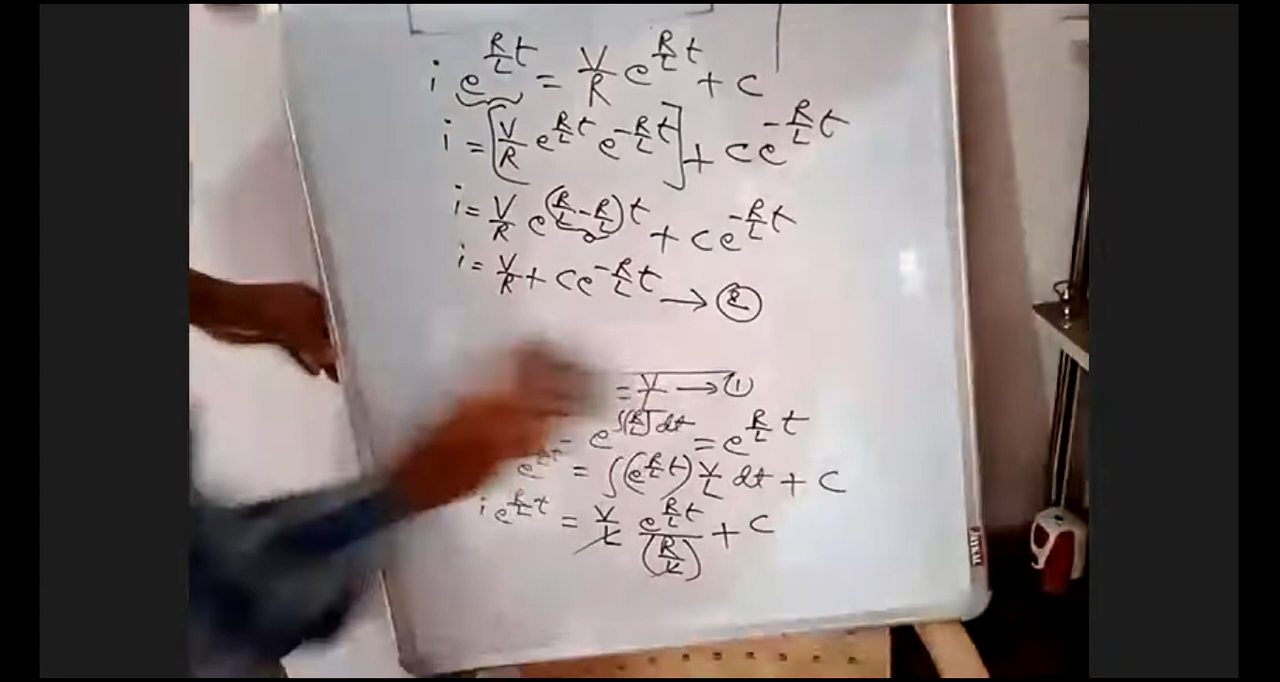 i e^{R/L t} = V/R e^{R/L t} + c
i = [V/R e^{R/L t} e^{-R/L t}] + c e^{-R/L t}
i = V/R e^{(R/L - R/L) t} + c e^{-R/L t}
i = V/R + c e^{-R/L t} → ②
= V/L → ①
= e^{∫(R/L) dt} = e^{R/L t}
= ∫(e^{R/L t}) V/L dt + c
i e^{R/L t} = V/L e^{R/L t}/(R/L) + c